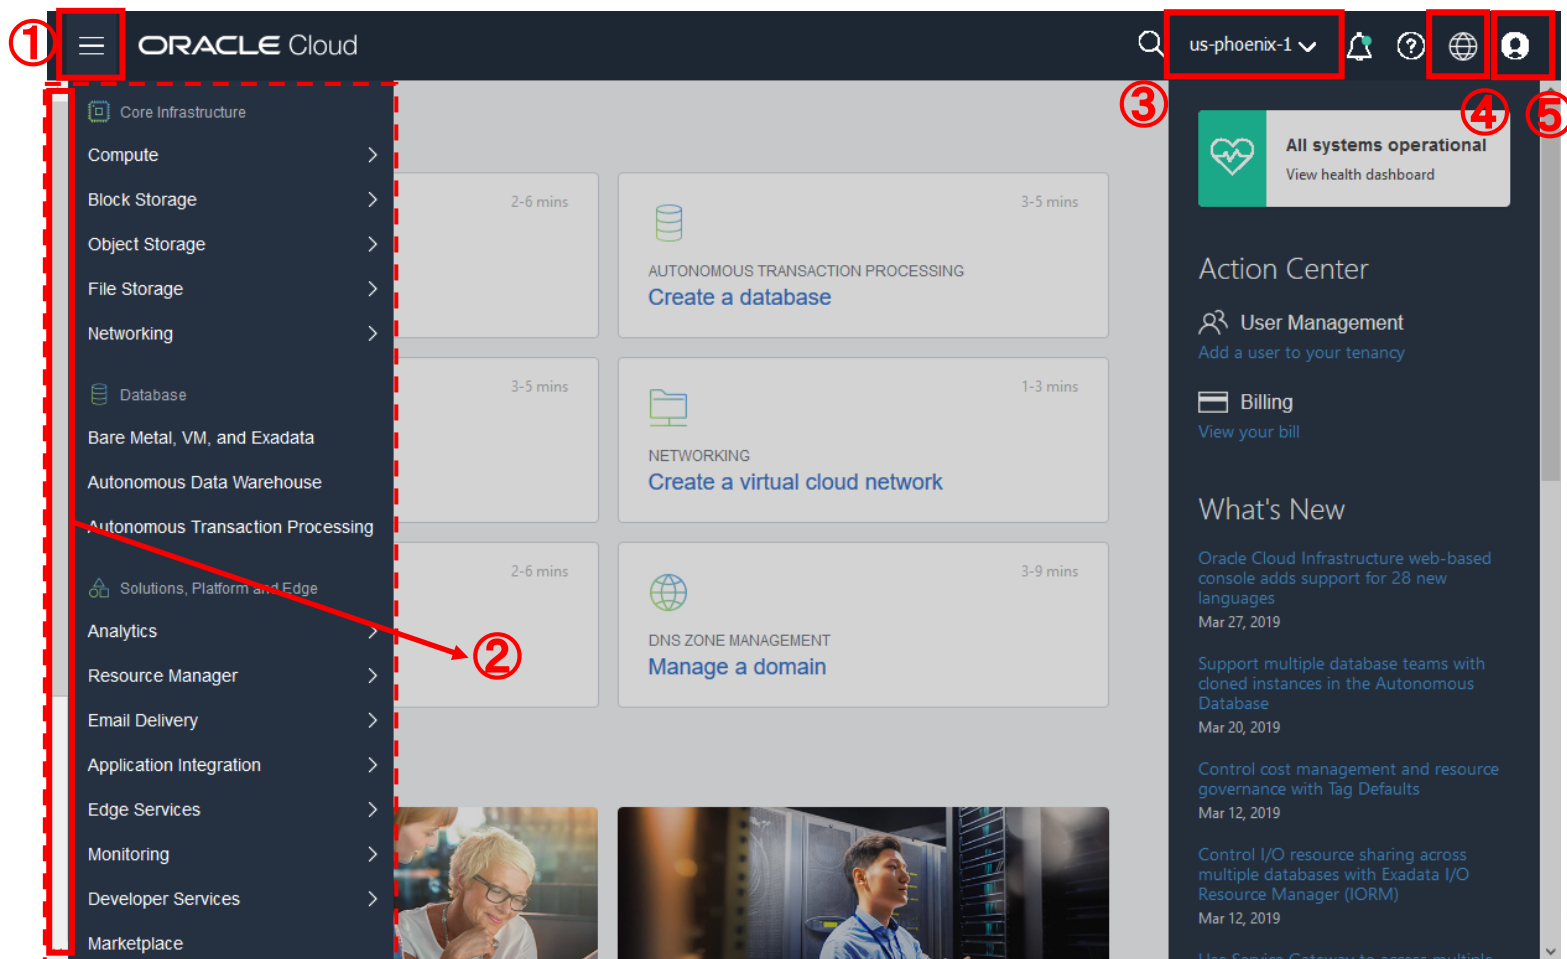 ①
ORACLE Cloud
us-phoenix-1
③
④
⑤
Core Infrastructure
Compute
Block Storage
Object Storage
File Storage
Networking
Database
Bare Metal, VM, and Exadata
Autonomous Data Warehouse
Autonomous Transaction Processing
Solutions, Platform and Edge
Analytics
Resource Manager
Email Delivery
Application Integration
Edge Services
Monitoring
Developer Services
Marketplace
②
2-6 mins
3-5 mins
AUTONOMOUS TRANSACTION PROCESSING
Create a database
3-5 mins
1-3 mins
NETWORKING
Create a virtual cloud network
2-6 mins
3-9 mins
DNS ZONE MANAGEMENT
Manage a domain
All systems operational
View health dashboard
Action Center
User Management
Add a user to your tenancy
Billing
View your bill
What's New
Oracle Cloud Infrastructure web-based
console adds support for 28 new
languages
Mar 27, 2019
Support multiple database teams with
cloned instances in the Autonomous
Database
Mar 20, 2019
Control cost management and resource
governance with Tag Defaults
Mar 12, 2019
Control I/O resource sharing across
multiple databases with Exadata I/O
Resource Manager (IORM)
Mar 12, 2019
Use Service Gateway to access multiple